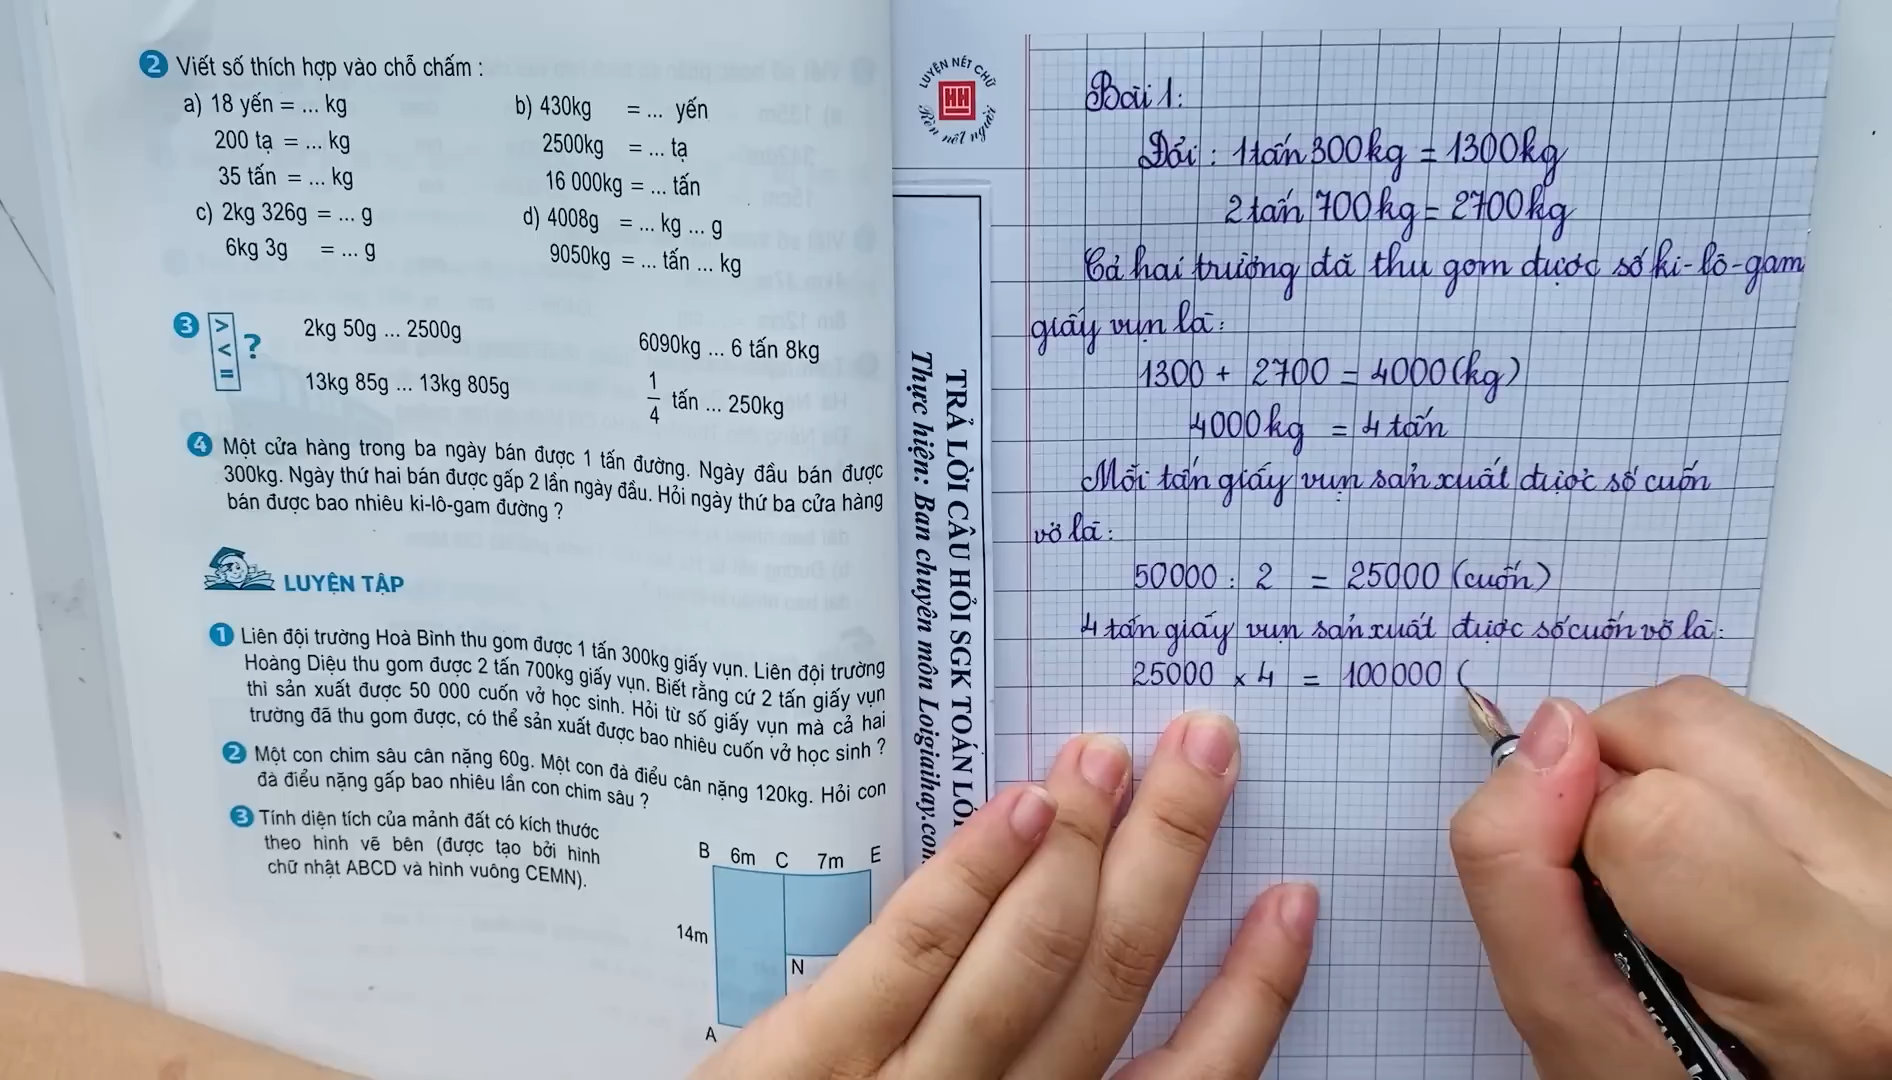 2 Viết số thích hợp vào chỗ chấm :
a) 18 yến = ... kg
200 tạ = ... kg
35 tấn = ... kg
b) 430kg = ... yến
2500kg = ... tạ
16 000kg = ... tấn
c) 2kg 326g = ... g
6kg 3g = ... g
d) 4008g = ... kg ... g
9050kg = ... tấn ... kg
3 > < = ?
2kg 50g ... 2500g
13kg 85g ... 13kg 805g
6090kg ... 6 tấn 8kg
1/4 tấn ... 250kg
4 Một cửa hàng trong ba ngày bán được 1 tấn đường. Ngày đầu bán được
300kg. Ngày thứ hai bán được gấp 2 lần ngày đầu. Hỏi ngày thứ ba cửa hàng
bán được bao nhiêu ki-lô-gam đường ?
LUYỆN TẬP
1 Liên đội trường Hoà Bình thu gom được 1 tấn 300kg giấy vụn. Liên đội trường
Hoàng Diệu thu gom được 2 tấn 700kg giấy vụn. Biết rằng cứ 2 tấn giấy vụn
thì sản xuất được 50 000 cuốn vở học sinh. Hỏi từ số giấy vụn mà cả hai
trường đã thu gom được, có thể sản xuất được bao nhiêu cuốn vở học sinh ?
2 Một con chim sâu cân nặng 60g. Một con đà điểu cân nặng 120kg. Hỏi con
đà điểu nặng gấp bao nhiêu lần con chim sâu ?
3 Tính diện tích của mảnh đất có kích thước
theo hình vẽ bên (được tạo bởi hình
chữ nhật ABCD và hình vuông CEMN).
B 6m C 7m E
14m
N
A
LUYỆN NÉT CHỮ
HH
Rèn nết người
TRẢ LỜI CÂU HỎI SGK TOÁN LỚ
Thực hiện: Ban chuyên môn Loigiaihay.com
Bài 1:
Đổi : 1 tấn 300kg = 1300kg
2 tấn 700kg = 2700kg
Cả hai trường đã thu gom được số ki-lô-gam
giấy vụn là:
1300 + 2700 = 4000 (kg)
4000kg = 4 tấn
Mỗi tấn giấy vụn sản xuất được số cuốn
vở là:
50000 : 2 = 25000 (cuốn)
4 tấn giấy vụn sản xuất được số cuốn vở là:
25000 x 4 = 100000 (